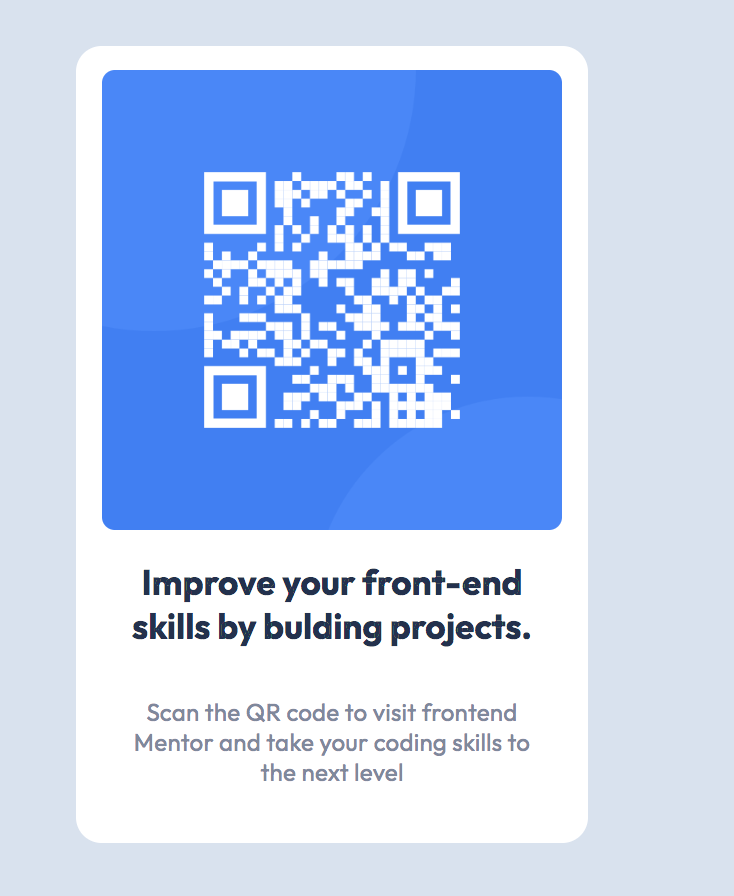 Improve your front-end
skills by bulding projects.
Scan the QR code to visit frontend
Mentor and take your coding skills to
the next level